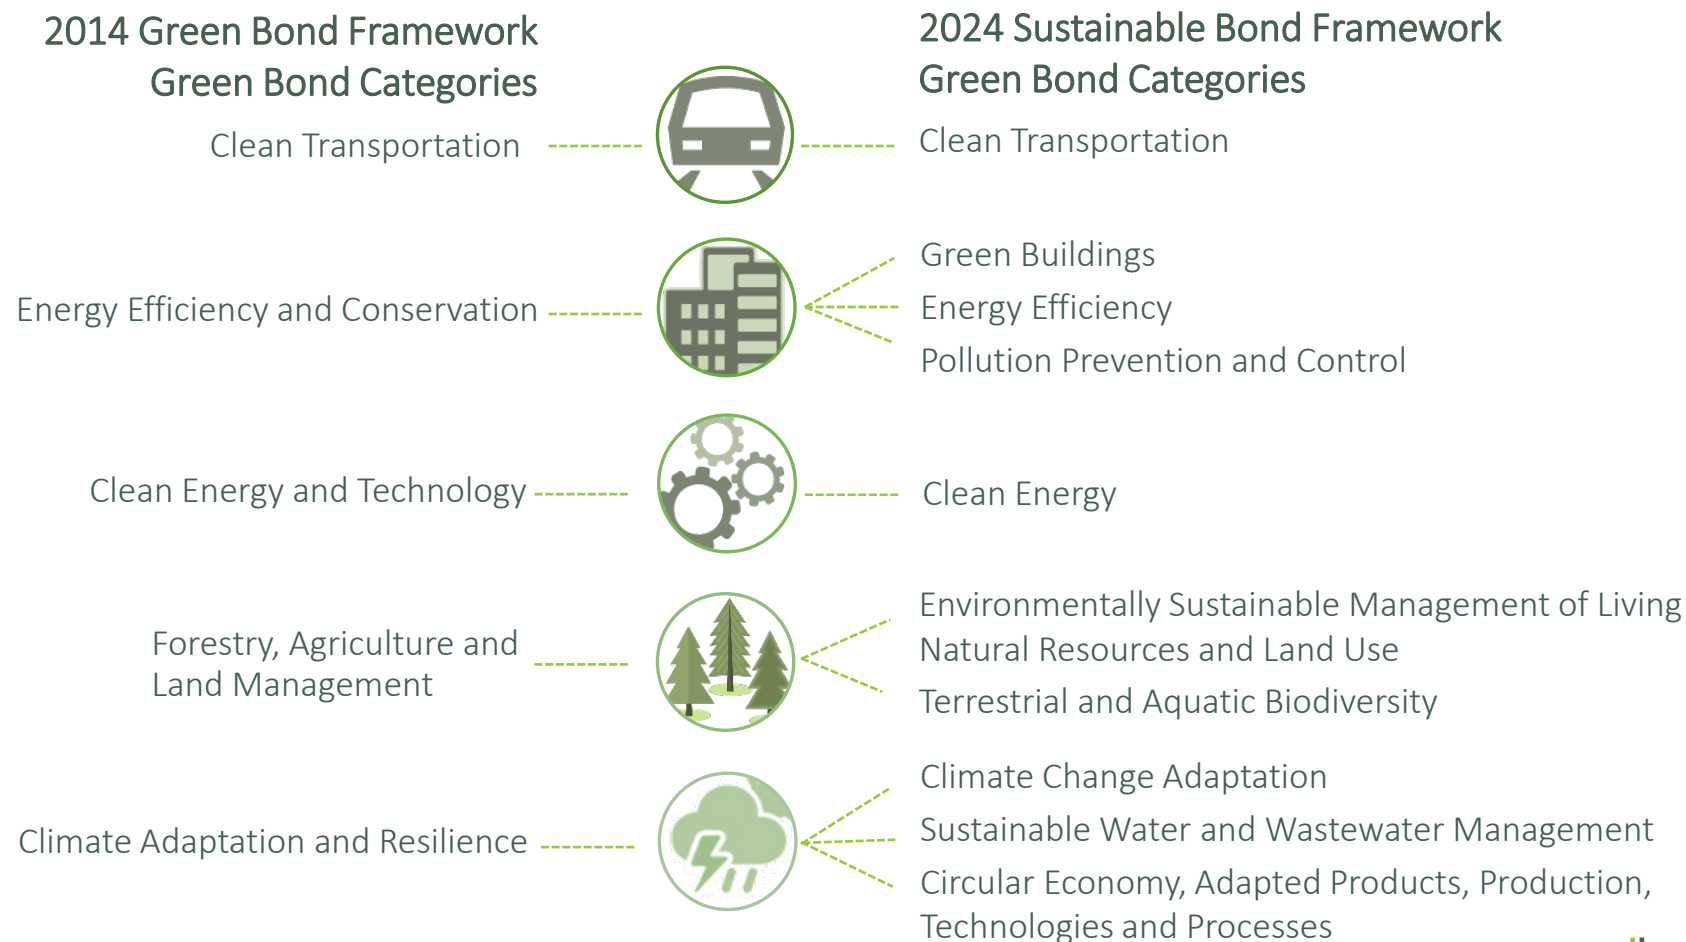 2014 Green Bond Framework
Green Bond Categories
2024 Sustainable Bond Framework
Green Bond Categories
Clean Transportation
Clean Transportation
Energy Efficiency and Conservation
Green Buildings
Energy Efficiency
Pollution Prevention and Control
Clean Energy and Technology
Clean Energy
Forestry, Agriculture and
Land Management
Environmentally Sustainable Management of Living
Natural Resources and Land Use
Terrestrial and Aquatic Biodiversity
Climate Adaptation and Resilience
Climate Change Adaptation
Sustainable Water and Wastewater Management
Circular Economy, Adapted Products, Production,
Technologies and Processes